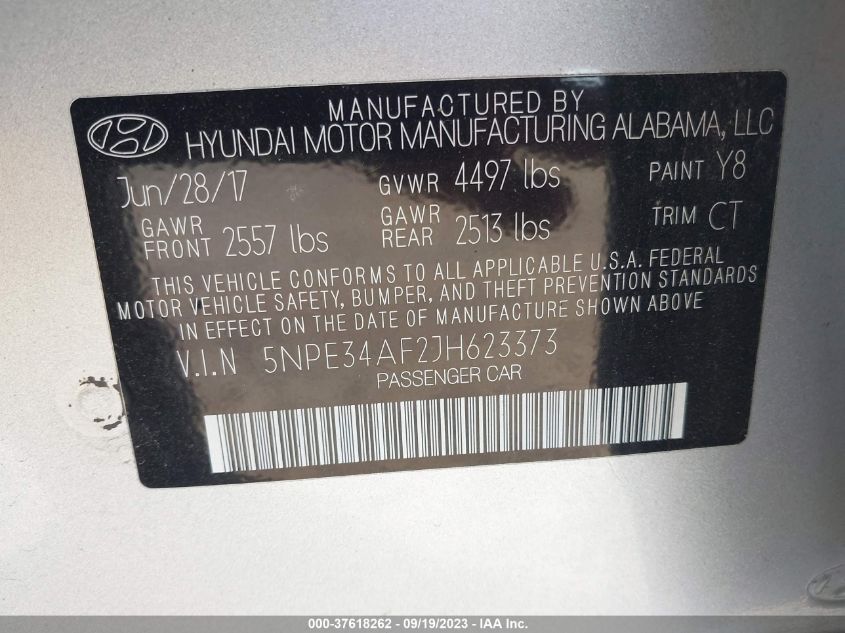 MANUFACTURED BY
HYUNDAI MOTOR MANUFACTURING ALABAMA, LLC
Jun/28/17 GVWR 4497 lbs PAINT Y8
GAWR FRONT 2557 lbs GAWR REAR 2513 lbs TRIM CT
THIS VEHICLE CONFORMS TO ALL APPLICABLE U.S.A. FEDERAL
MOTOR VEHICLE SAFETY, BUMPER, AND THEFT PREVENTION STANDARDS
IN EFFECT ON THE DATE OF MANUFACTURE SHOWN ABOVE
V.I.N 5NPE34AF2JH623373
PASSENGER CAR
000-37618262 - 09/19/2023 - © IAA, Inc.